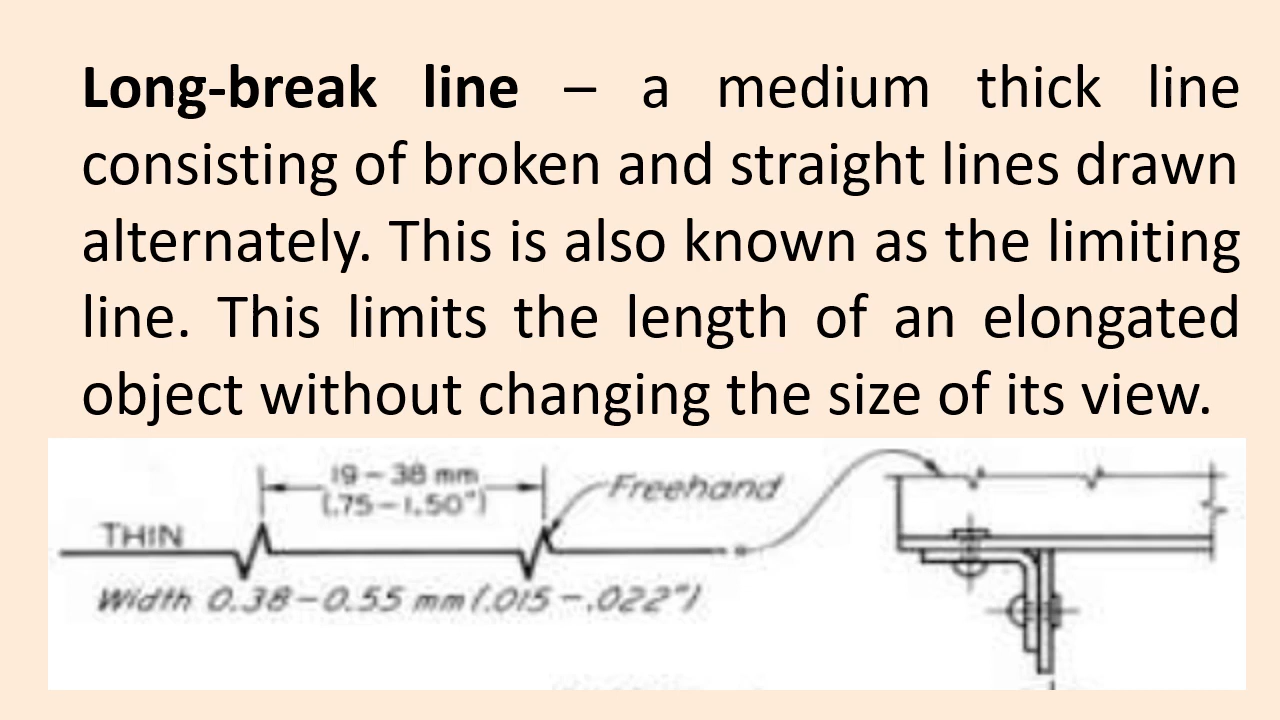 Long-break line – a medium thick line
consisting of broken and straight lines drawn
alternately. This is also known as the limiting
line. This limits the length of an elongated
object without changing the size of its view.
19 – 38 mm
(.75 – 1.50")
Freehand
THIN
Width 0.38 – 0.55 mm (.015 – .022")